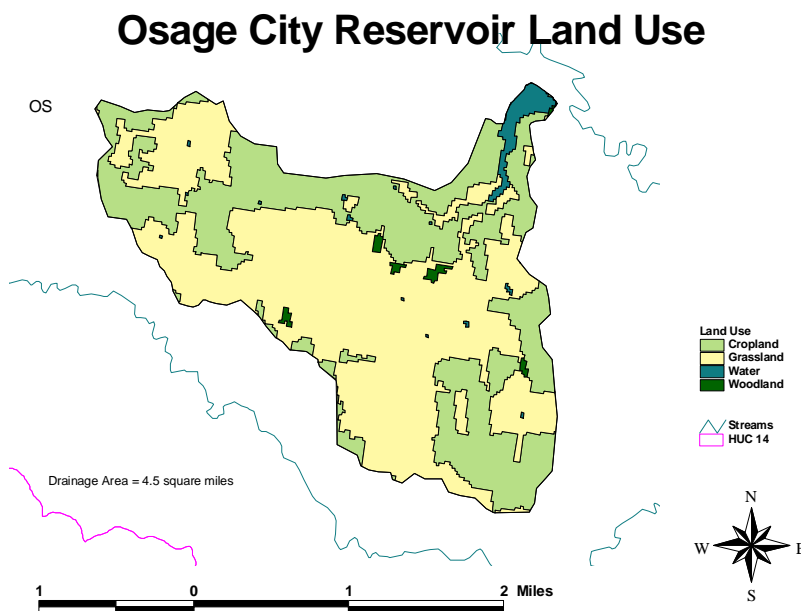 Osage City Reservoir Land Use
OS
Land Use
Cropland
Grassland
Water
Woodland
Streams
HUC 14
Drainage Area = 4.5 square miles
N
W E
S
1 0 1 2 Miles